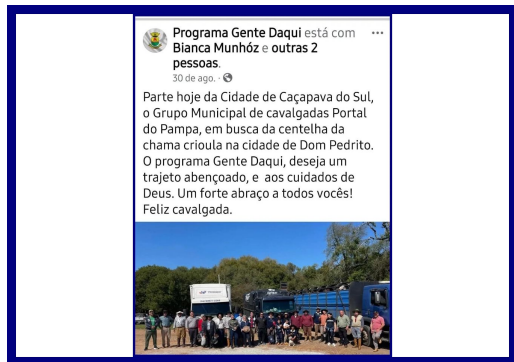 Programa Gente Daqui está com
Bianca Munhóz e outras 2
pessoas.
30 de ago. ·
Parte hoje da Cidade de Caçapava do Sul,
o Grupo Municipal de cavalgadas Portal
do Pampa, em busca da centelha da
chama crioula na cidade de Dom Pedrito.
O programa Gente Daqui, deseja um
trajeto abençoado, e aos cuidados de
Deus. Um forte abraço a todos vocês!
Feliz cavalgada.